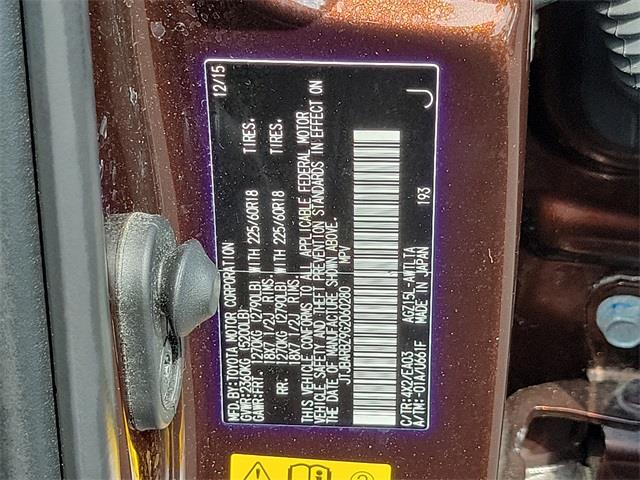 MFD.BY:TOYOTA MOTOR CORPORATION 12/15
GVWR:2360KG (5200LB)
GAWR:FRT. 1270KG (2790LB) WITH 225/60R18 TIRES.
18X7 1/2J RIMS.
RR. 1270KG (2790LB) WITH 225/60R18 TIRES.
18X7 1/2J RIMS.
THIS VEHICLE CONFORMS TO ALL APPLICABLE FEDERAL MOTOR
VEHICLE SAFETY AND THEFT PREVENTION STANDARDS IN EFFECT ON
THE DATE OF MANUFACTURE SHOWN ABOVE.
MPV
C/TR:4X2/EA03 AGZ15L-AWTLTA
A/TM:-01A/U661F MADE IN JAPAN 193
J